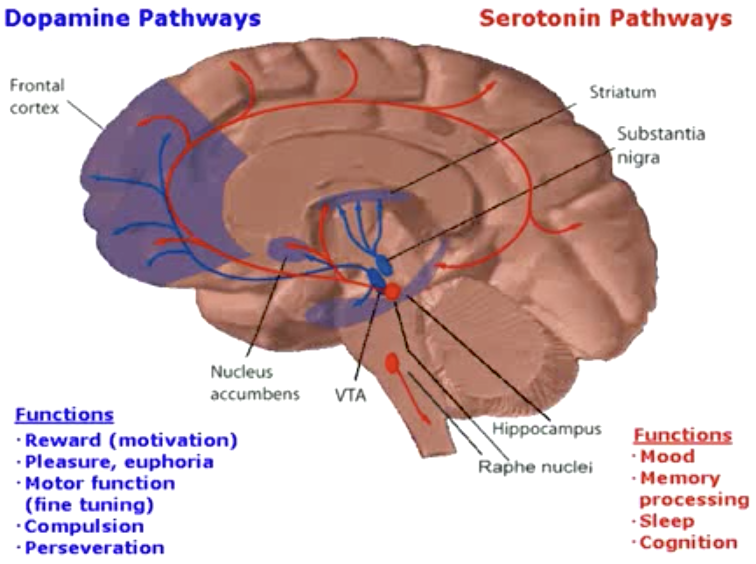 Dopamine Pathways
Serotonin Pathways
Frontal
cortex
Striatum
Substantia
nigra
Nucleus
accumbens
VTA
Hippocampus
Raphe nuclei
Functions
·Reward (motivation)
·Pleasure, euphoria
·Motor function
(fine tuning)
·Compulsion
·Perseveration
Functions
·Mood
·Memory
processing
·Sleep
·Cognition